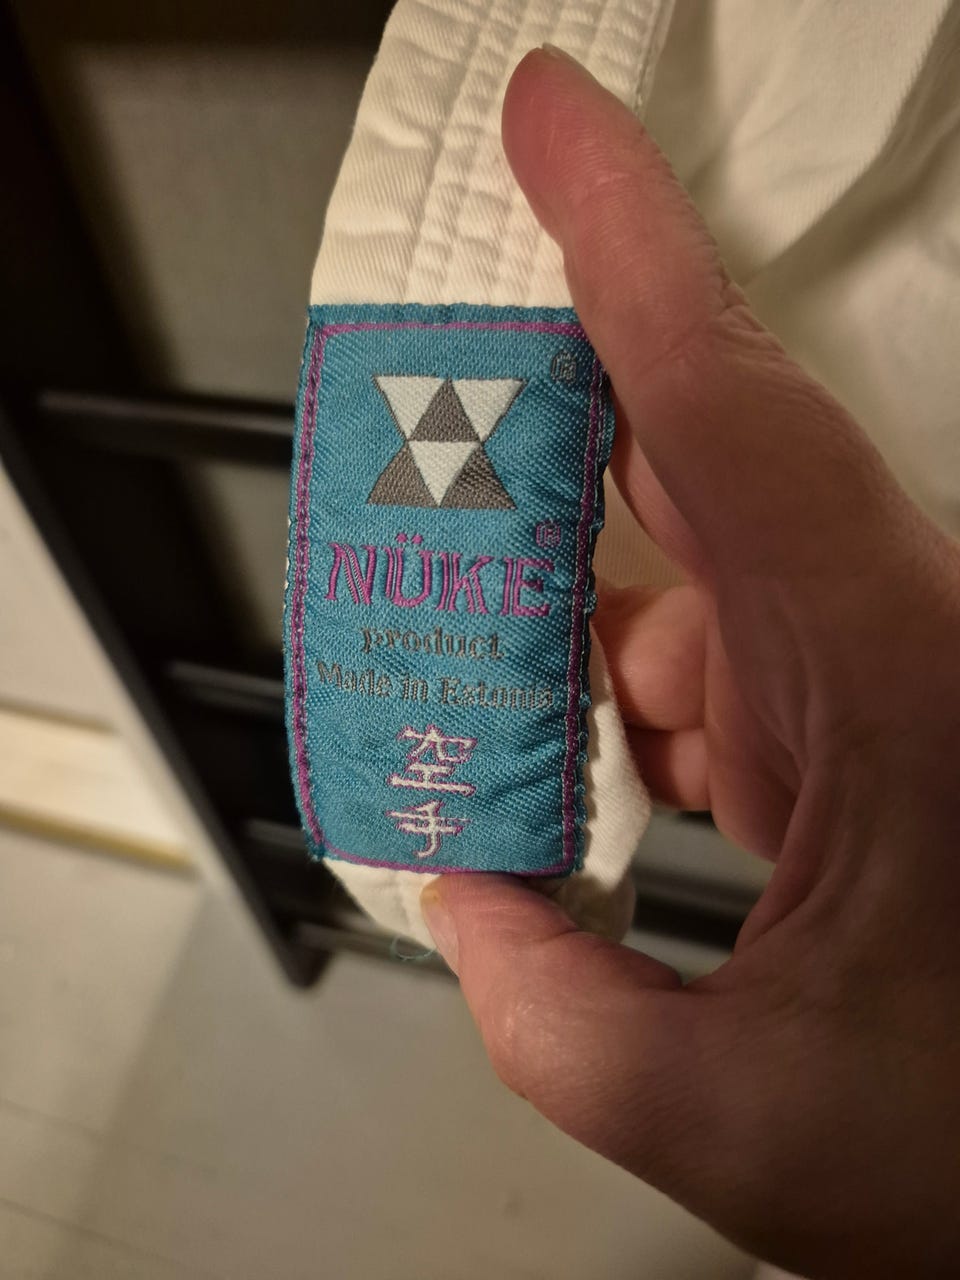 ®
NÜKE®
product
Made in Estonia
空
手